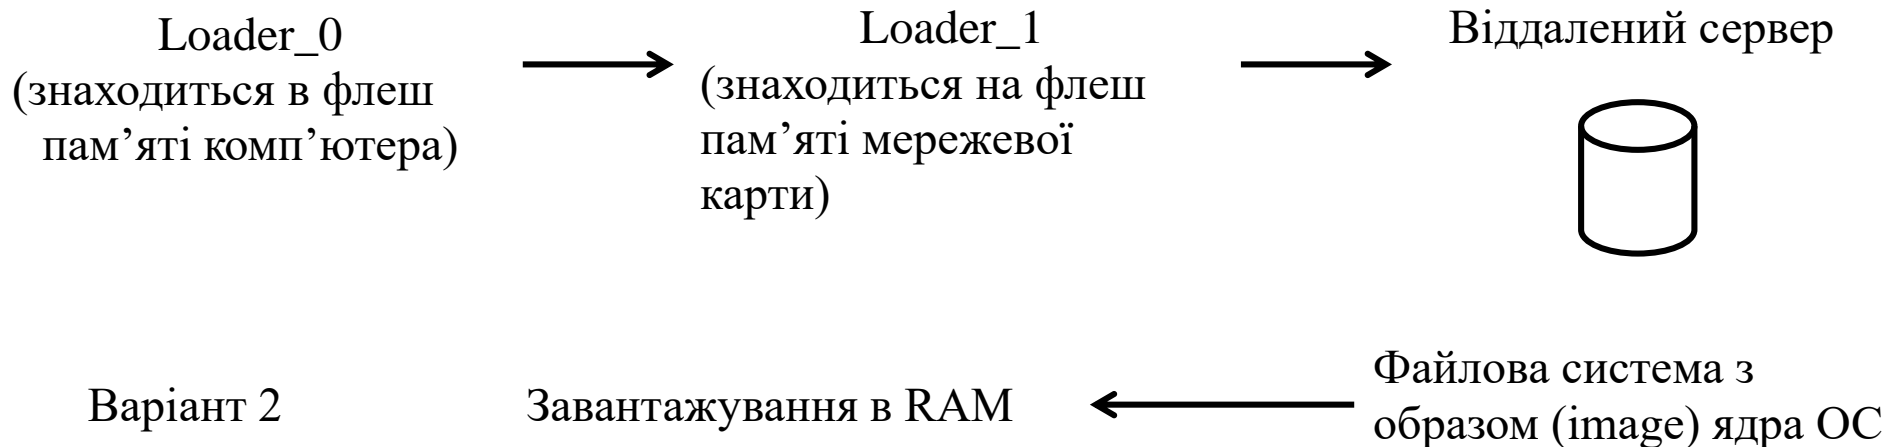 Loader_0
(знаходиться в флеш
пам’яті комп’ютера)
Loader_1
(знаходиться на флеш
пам’яті мережевої
карти)
Віддалений сервер
Варіант 2
Завантажування в RAM
Файлова система з
образом (image) ядра ОС